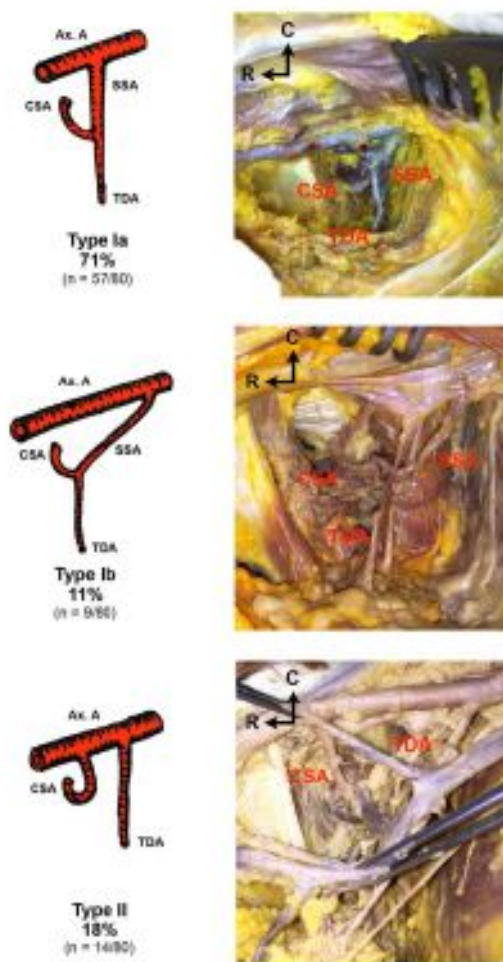 Ax. A
SSA
CSA
TDA
Type Ia
71%
(n = 57/80)
C
R
CSA
SSA
TDA
Ax. A
CSA
SSA
TDA
Type Ib
11%
(n = 9/80)
C
R
TDA
Ax. A
CSA
TDA
Type II
18%
(n = 14/80)
C
R
CSA
TDA